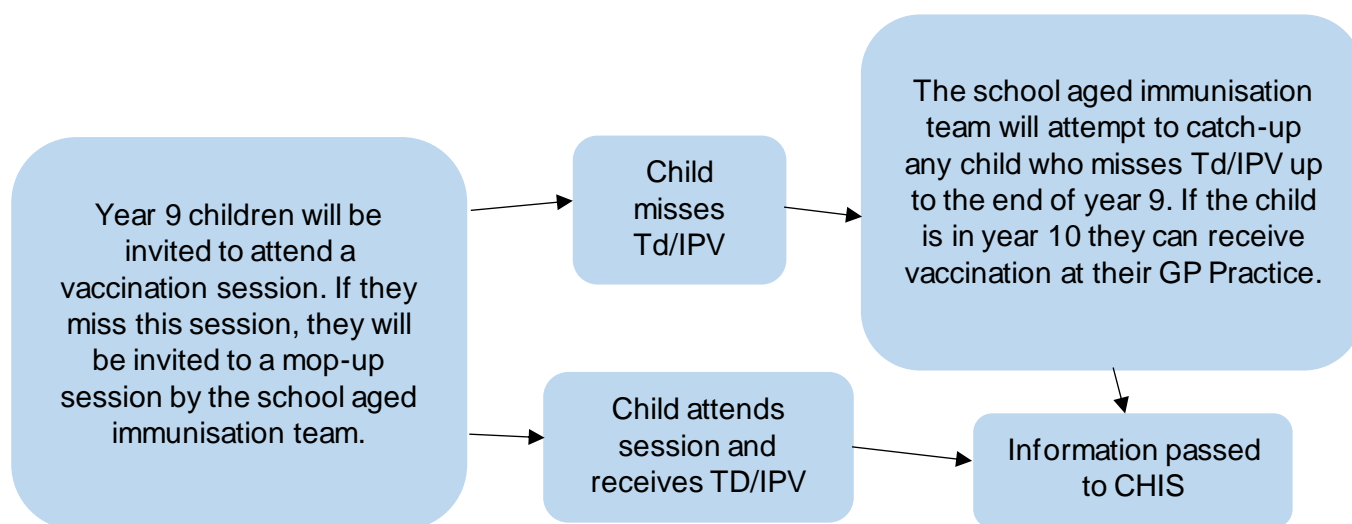 Year 9 children will be
invited to attend a
vaccination session. If they
miss this session, they will
be invited to a mop-up
session by the school aged
immunisation team.
Child
misses
Td/IPV
The school aged immunisation
team will attempt to catch-up
any child who misses Td/IPV up
to the end of year 9. If the child
is in year 10 they can receive
vaccination at their GP Practice.
Child attends
session and
receives TD/IPV
Information passed
to CHIS